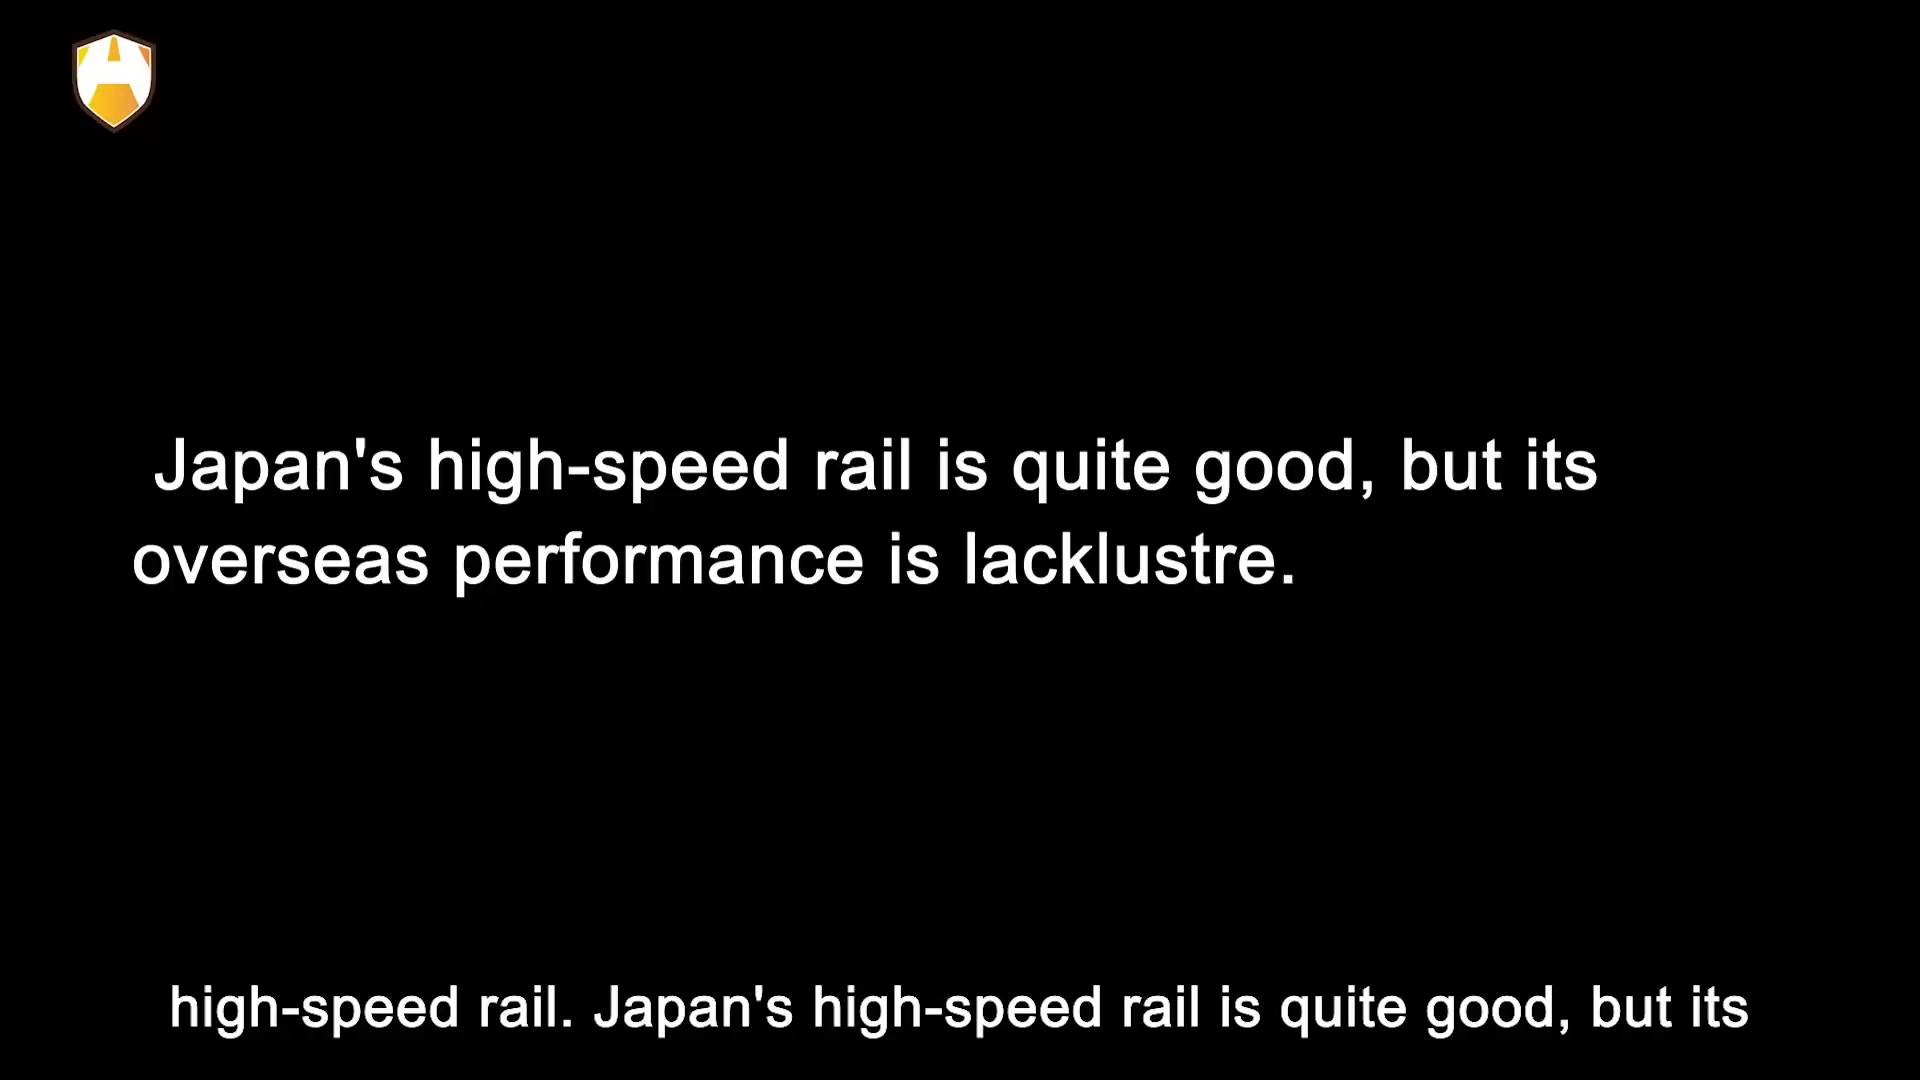 Japan's high-speed rail is quite good, but its
overseas performance is lacklustre.
high-speed rail. Japan's high-speed rail is quite good, but its